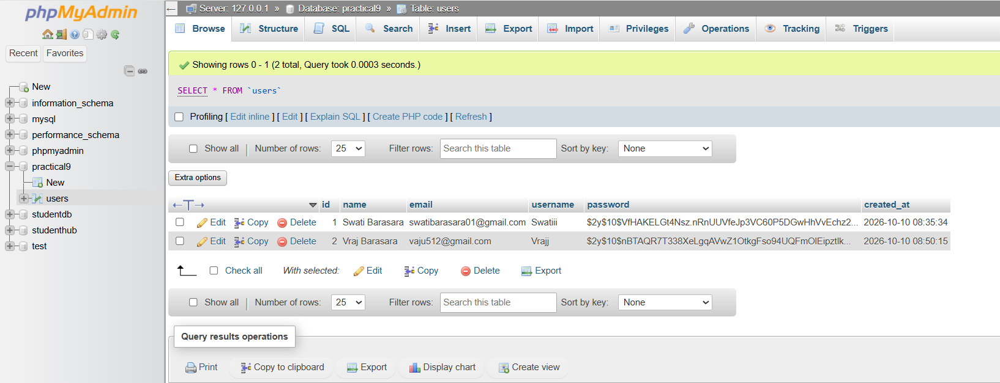 phpMyAdmin
Recent Favorites
New
information_schema
mysql
performance_schema
phpmyadmin
practical9
New
users
studentdb
studenthub
test
Server: 127.0.0.1 » Database: practical9 » Table: users
Browse Structure SQL Search Insert Export Import Privileges Operations Tracking Triggers
Showing rows 0 - 1 (2 total, Query took 0.0003 seconds.)
SELECT * FROM `users`
Profiling [ Edit inline ] [ Edit ] [ Explain SQL ] [ Create PHP code ] [ Refresh ]
Show all | Number of rows: 25 Filter rows: Search this table Sort by key: None
Extra options
←T→ id name email username password created_at
Edit Copy Delete 1 Swati Barasara swatibarasara01@gmail.com Swatiii $2y$10$VfHAKELGt4Nsz.nRnUUVfeJp3VC60P5DGwHhVvEchz2... 2026-10-10 08:35:34
Edit Copy Delete 2 Vraj Barasara vaju512@gmail.com Vrajj $2y$10$nBTAQR7T338XeLgqAVwZ1OtkgFso94UQFmOlEipztlk... 2026-10-10 08:50:15
Check all With selected: Edit Copy Delete Export
Show all | Number of rows: 25 Filter rows: Search this table Sort by key: None
Query results operations
Print Copy to clipboard Export Display chart Create view